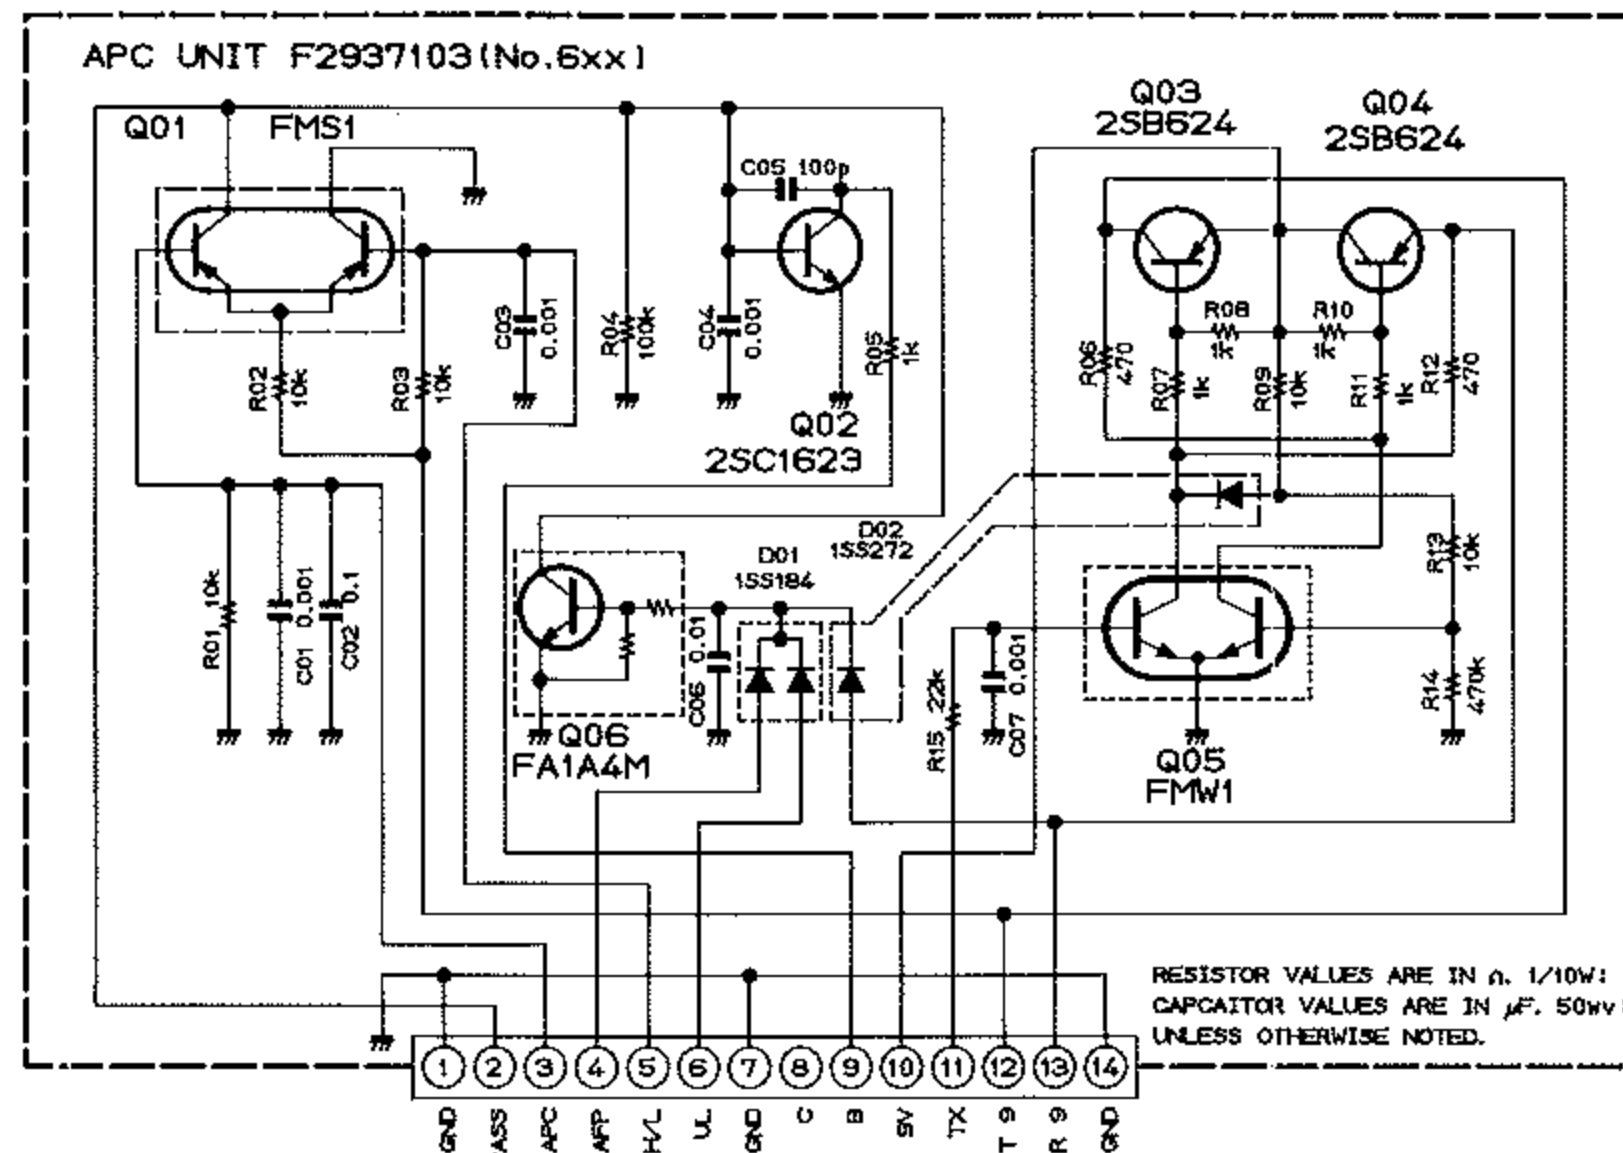 APC UNIT F2937103(No.6xx)
Q01
FMS1
Q03
2SB624
Q04
2SB624
C05 100p
R02
10k
R03
10k
C03
0.001
R04
100k
C04
0.001
R05
1k
Q02
2SC1623
R06
470
R07
1k
R08
1k
R09
10k
R10
1k
R11
1k
R12
470
R01 10k
C01 0.001
C02 0.1
Q06
FA1A4M
C06 0.01
D01
1SS184
D02
1SS272
R15 22k
C07 0.001
R13
10k
R14
470k
Q05
FMW1
RESISTOR VALUES ARE IN Ω. 1/10W:
CAPCAITOR VALUES ARE IN μF. 50WV
UNLESS OTHERWISE NOTED.
1 2 3 4 5 6 7 8 9 10 11 12 13 14
GND
ASS
APC
AFP
H/L
UL
GND
C
B
9V
TX
T 9
R 9
GND